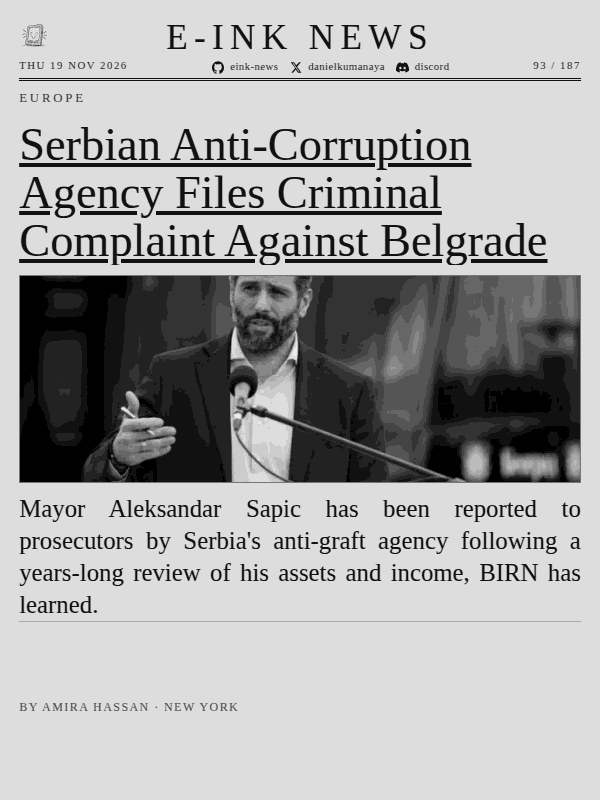 E-INK NEWS
THU 19 NOV 2026
eink-news danielkumanaya discord
93 / 187
EUROPE
Serbian Anti-Corruption
Agency Files Criminal
Complaint Against Belgrade
Mayor Aleksandar Sapic has been reported to
prosecutors by Serbia's anti-graft agency following a
years-long review of his assets and income, BIRN has
learned.
BY AMIRA HASSAN · NEW YORK